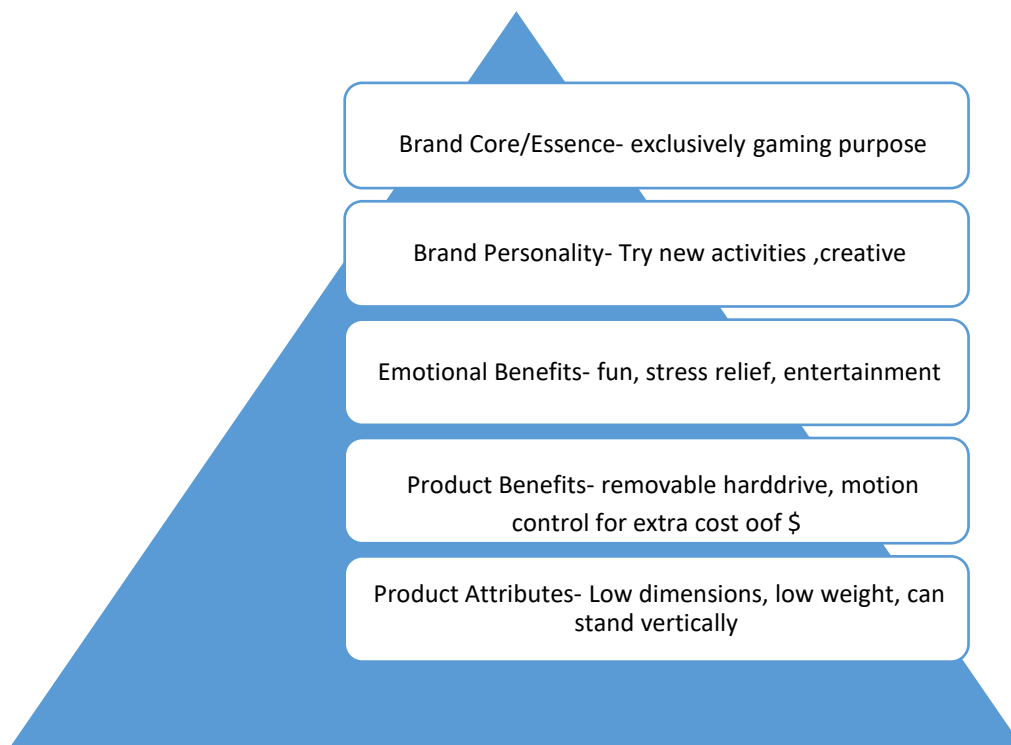 Brand Core/Essence- exclusively gaming purpose
Brand Personality- Try new activities ,creative
Emotional Benefits- fun, stress relief, entertainment
Product Benefits- removable harddrive, motion
control for extra cost oof $
Product Attributes- Low dimensions, low weight, can
stand vertically